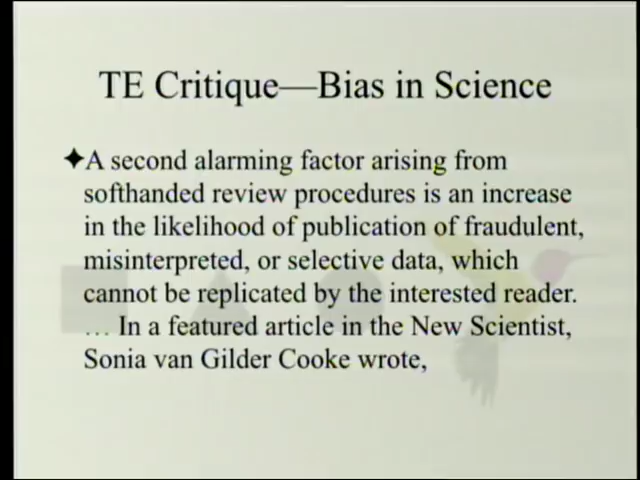 TE Critique—Bias in Science
✦A second alarming factor arising from
softhanded review procedures is an increase
in the likelihood of publication of fraudulent,
misinterpreted, or selective data, which
cannot be replicated by the interested reader.
… In a featured article in the New Scientist,
Sonia van Gilder Cooke wrote,